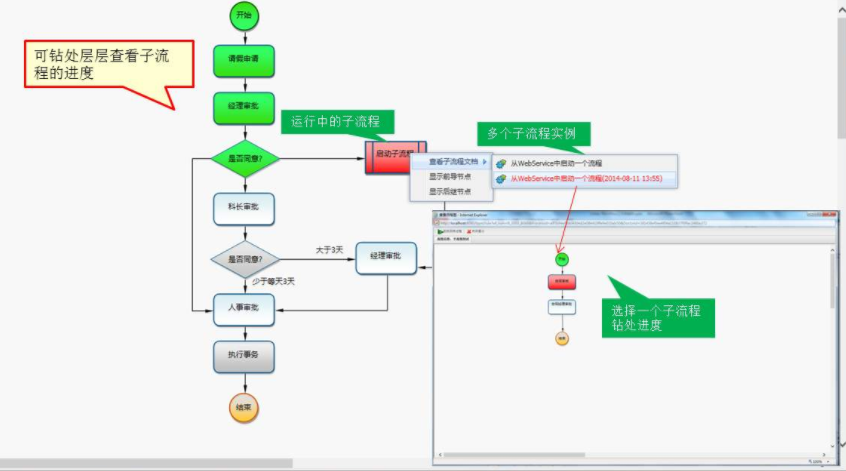 开始
可钻处层层查看子流
程的进度
请假申请
经理审批
运行中的子流程
多个子流程实例
是否同意?
启动子流程
查看子流程文档
从WebService中启动一个流程
显示前导节点
从WebService中启动一个流程(2014-08-11 13:55)
显示后续节点
科长审批
是否同意?
大于3天
经理审批
少于等天3天
开始
人事审批
选择一个子流程
钻处进度
结束
执行事务
结束